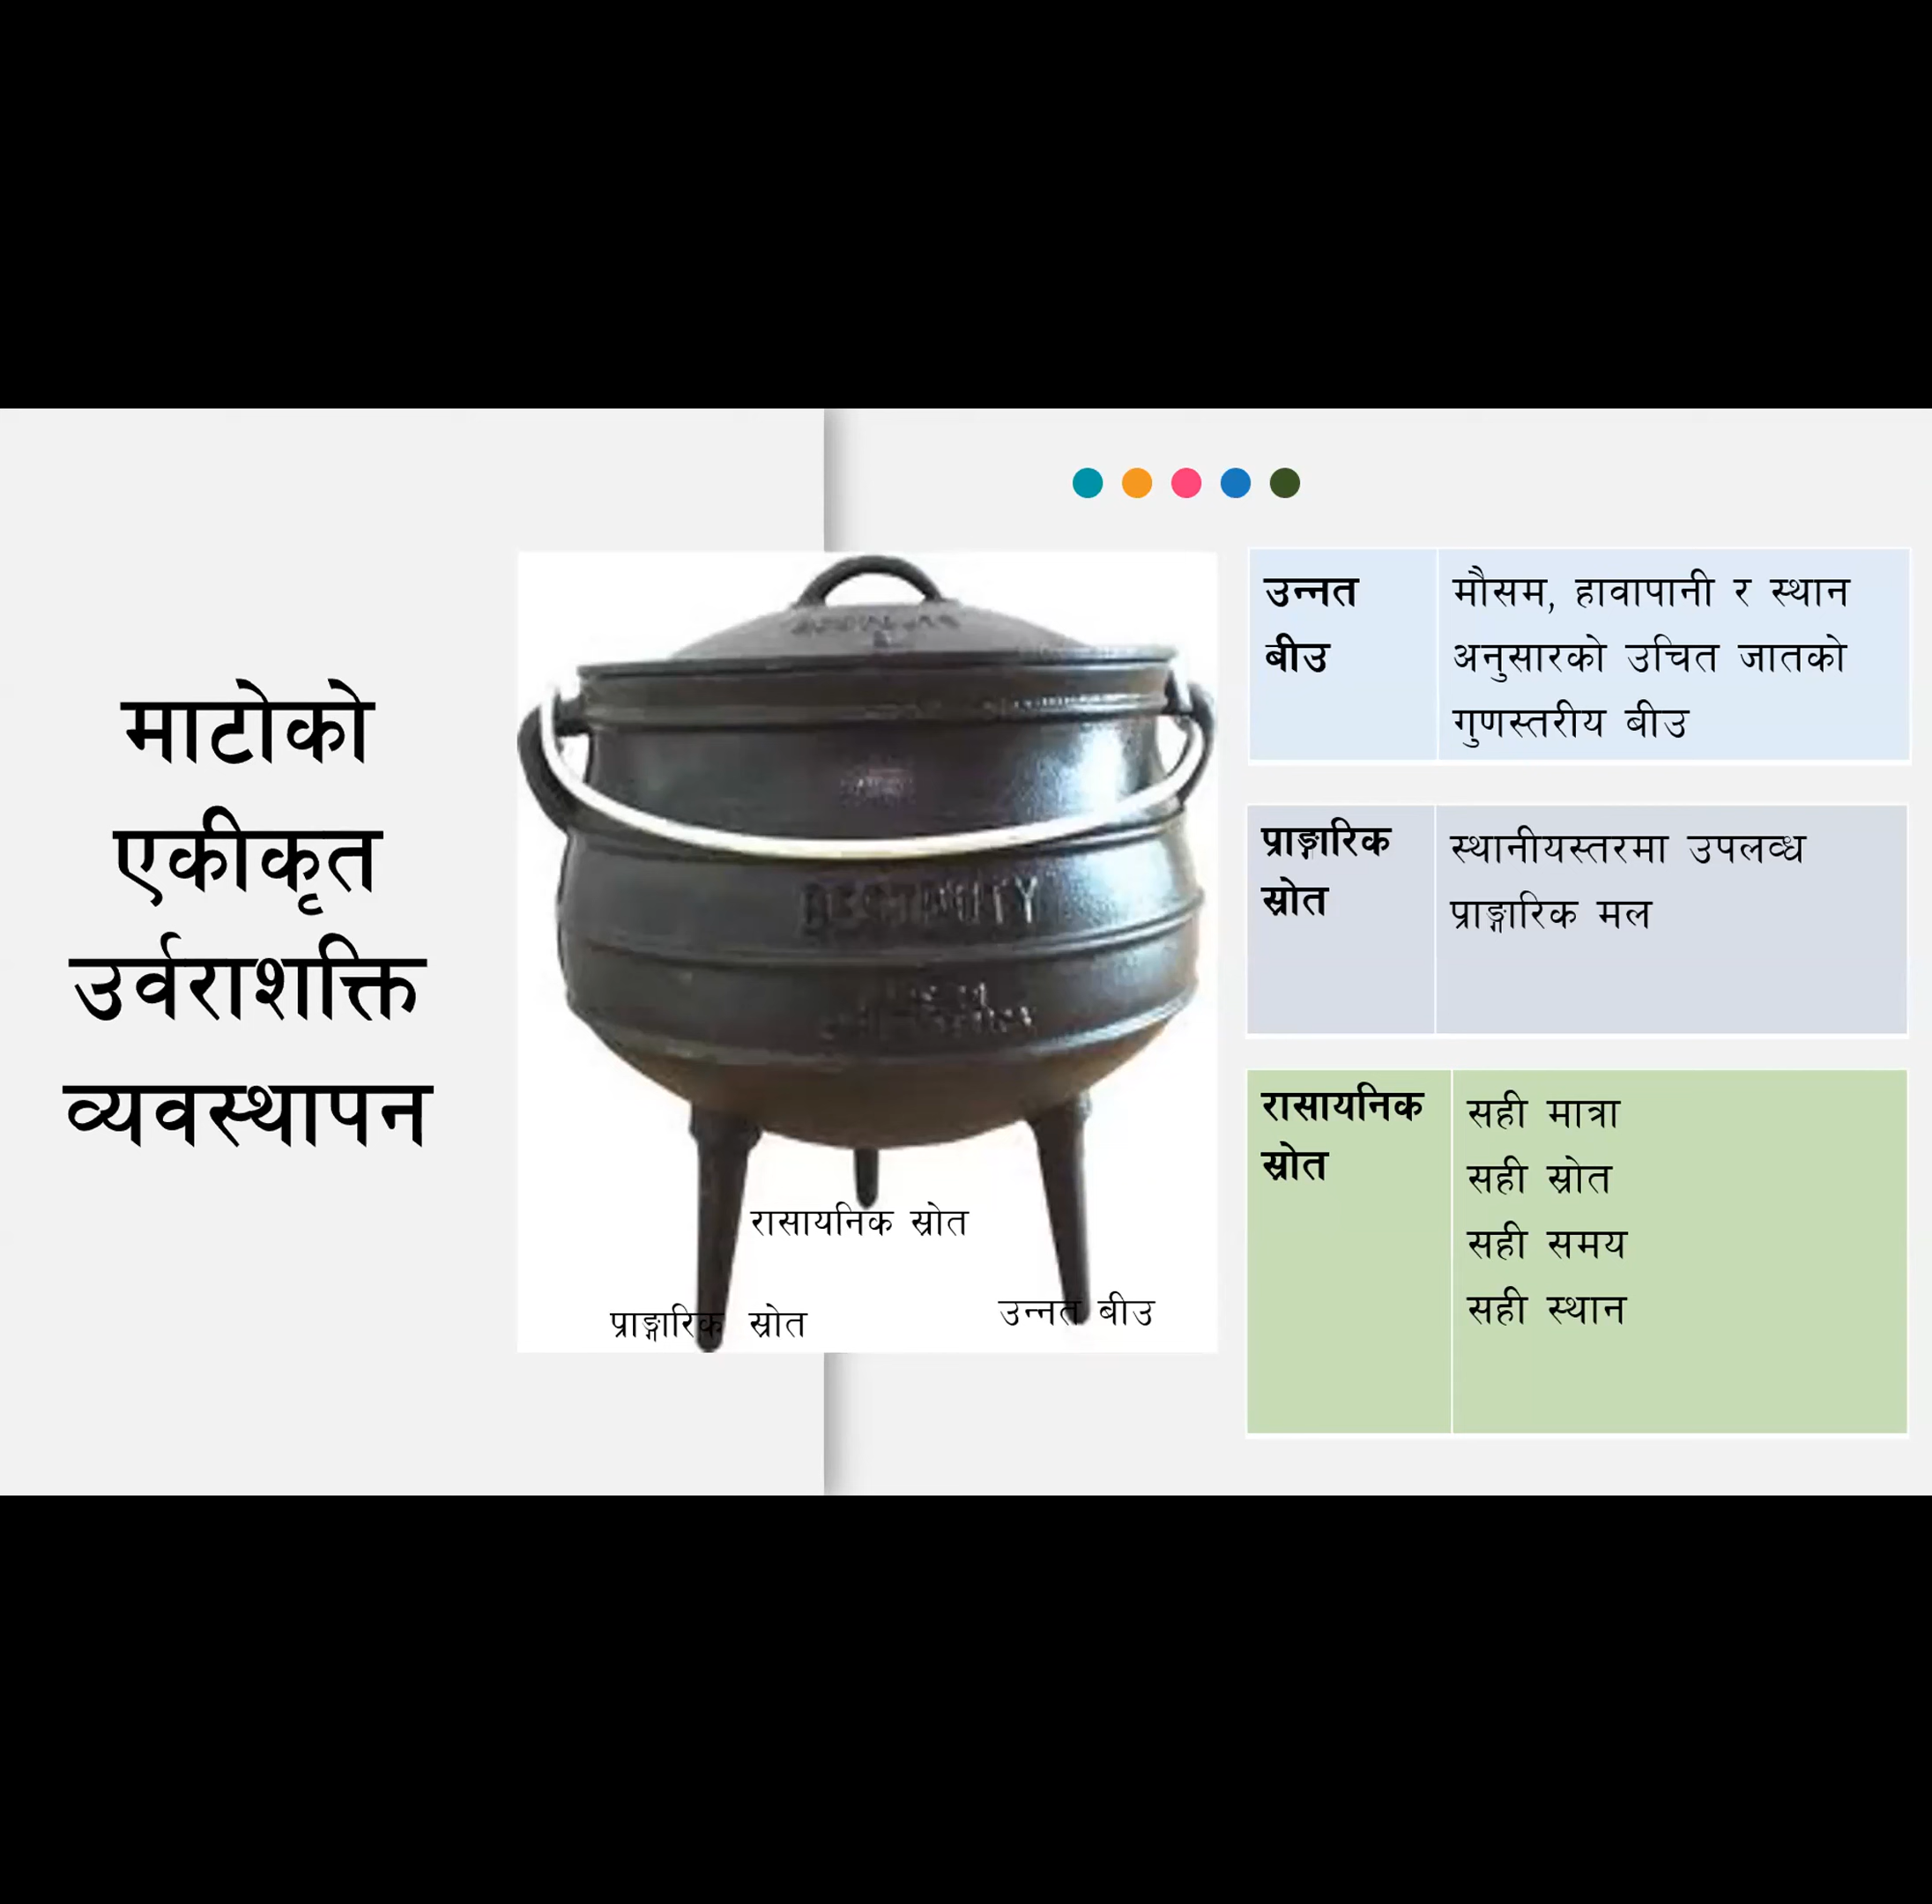 माटोको
एकीकृत
उर्वराशक्ति
व्यवस्थापन
रासायनिक स्रोत
प्राङ्गारिक स्रोत
उन्नत बीउ
उन्नत
बीउ
मौसम, हावापानी र स्थान
अनुसारको उचित जातको
गुणस्तरीय बीउ
प्राङ्गारिक
स्रोत
स्थानीयस्तरमा उपलब्ध
प्राङ्गारिक मल
रासायनिक
स्रोत
सही मात्रा
सही स्रोत
सही समय
सही स्थान